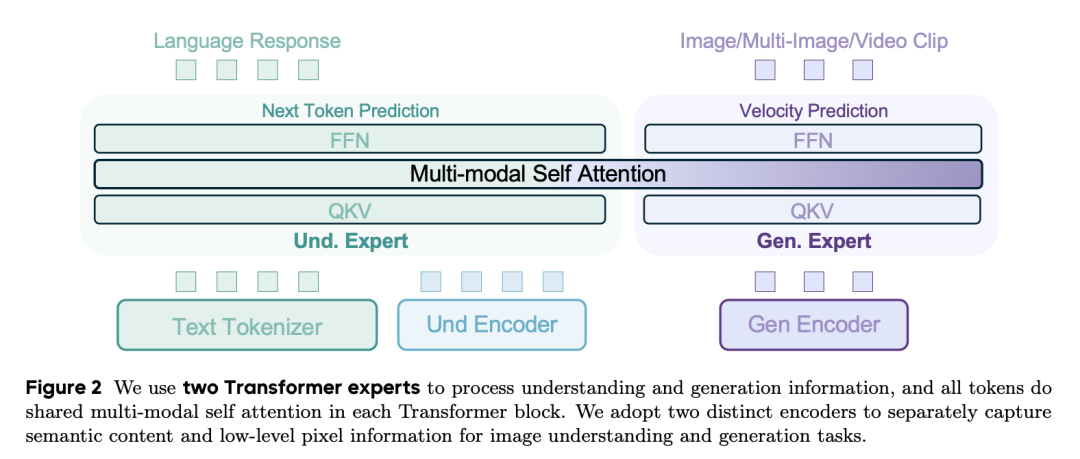 Language Response
Image/Multi-Image/Video Clip
Next Token Prediction
Velocity Prediction
FFN
FFN
Multi-modal Self Attention
QKV
QKV
Und. Expert
Gen. Expert
Text Tokenizer
Und Encoder
Gen Encoder
Figure 2 We use two Transformer experts to process understanding and generation information, and all tokens do
shared multi-modal self attention in each Transformer block. We adopt two distinct encoders to separately capture
semantic content and low-level pixel information for image understanding and generation tasks.